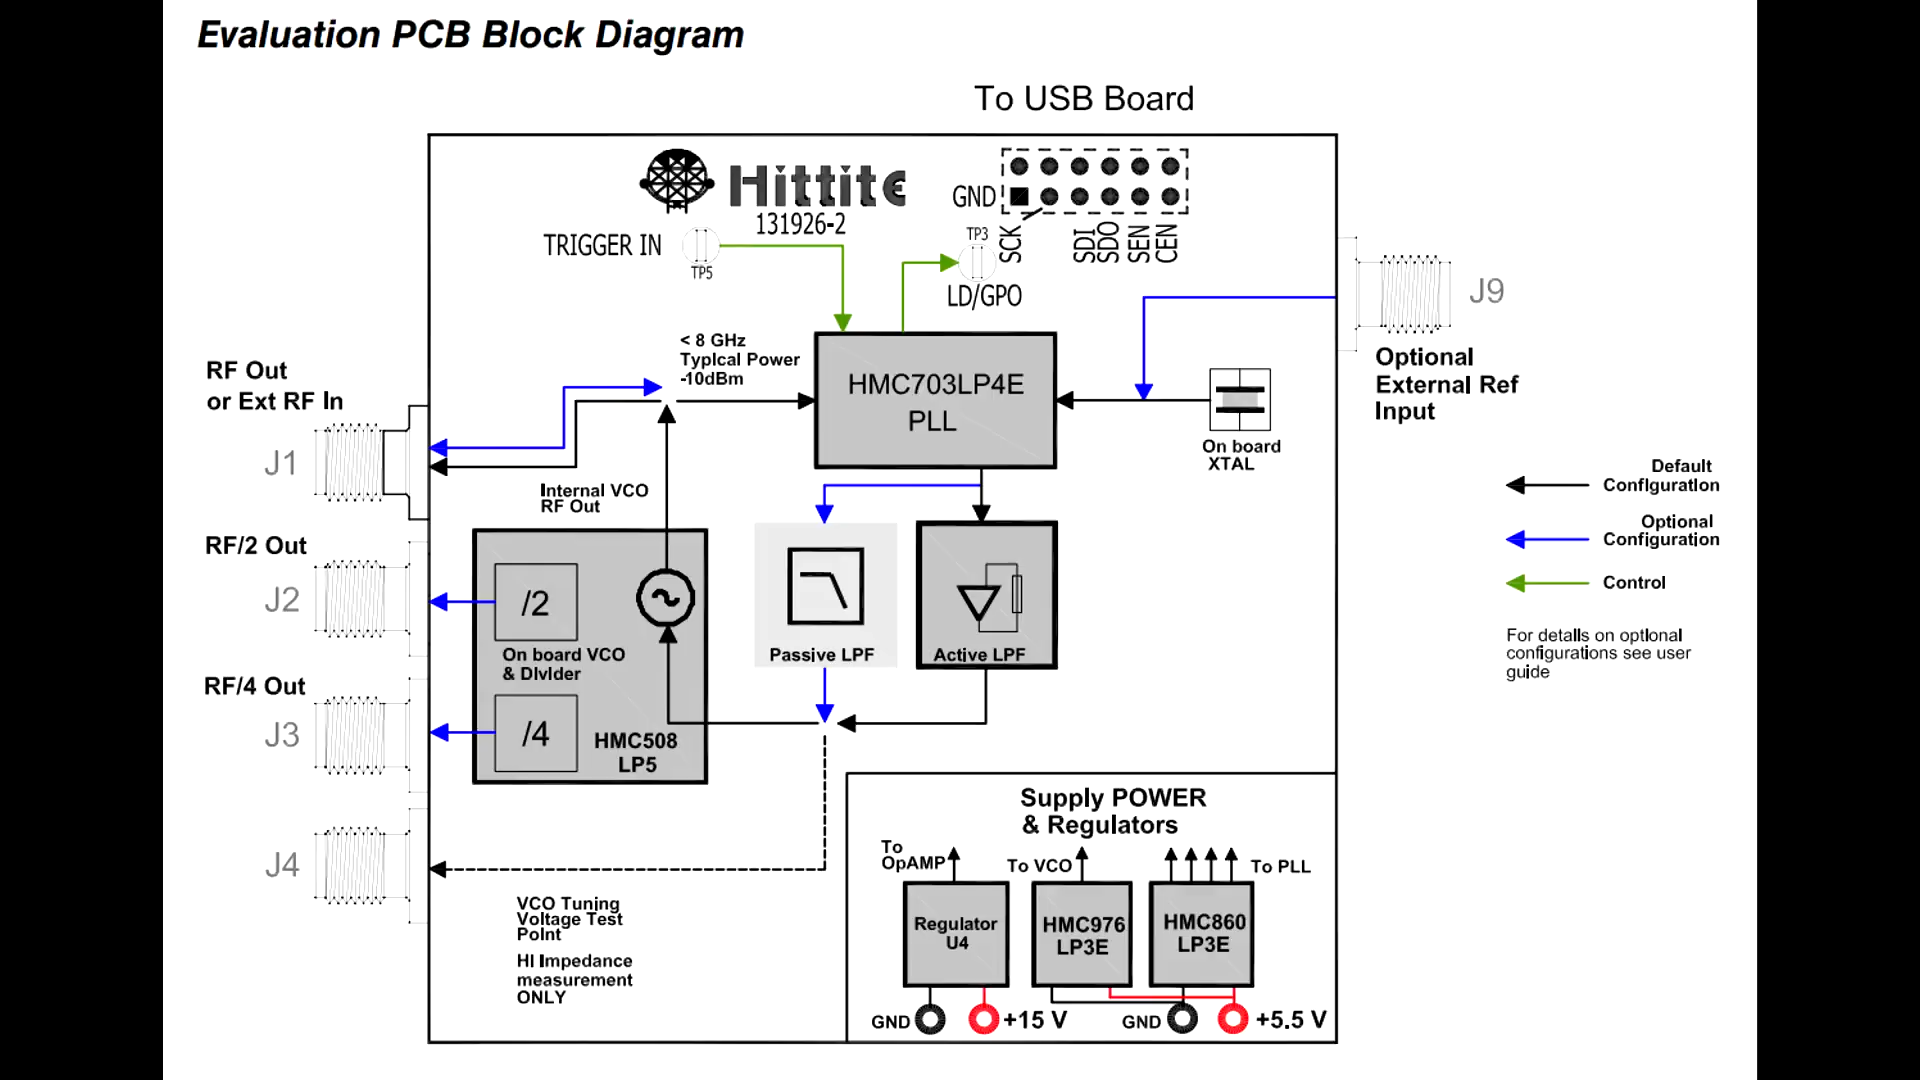 Evaluation PCB Block Diagram
To USB Board
Hittite
131926-2
GND
SCK
SDI
SDO
SEN
CEN
TRIGGER IN
TP5
TP3
LD/GPO
J9
Optional
External Ref
Input
< 8 GHz
Typical Power
-10dBm
HMC703LP4E
PLL
On board
XTAL
RF Out
or Ext RF In
J1
Internal VCO
RF Out
RF/2 Out
J2
/2
On board VCO
& Divider
RF/4 Out
J3
/4
HMC508
LP5
Passive LPF
Active LPF
Default
Configuration
Optional
Configuration
Control
For details on optional
configurations see user
guide
J4
VCO Tuning
Voltage Test
Point
HI Impedance
measurement
ONLY
Supply POWER
& Regulators
To
OpAMP
To VCO
To PLL
Regulator
U4
HMC976
LP3E
HMC860
LP3E
GND
+15 V
GND
+5.5 V